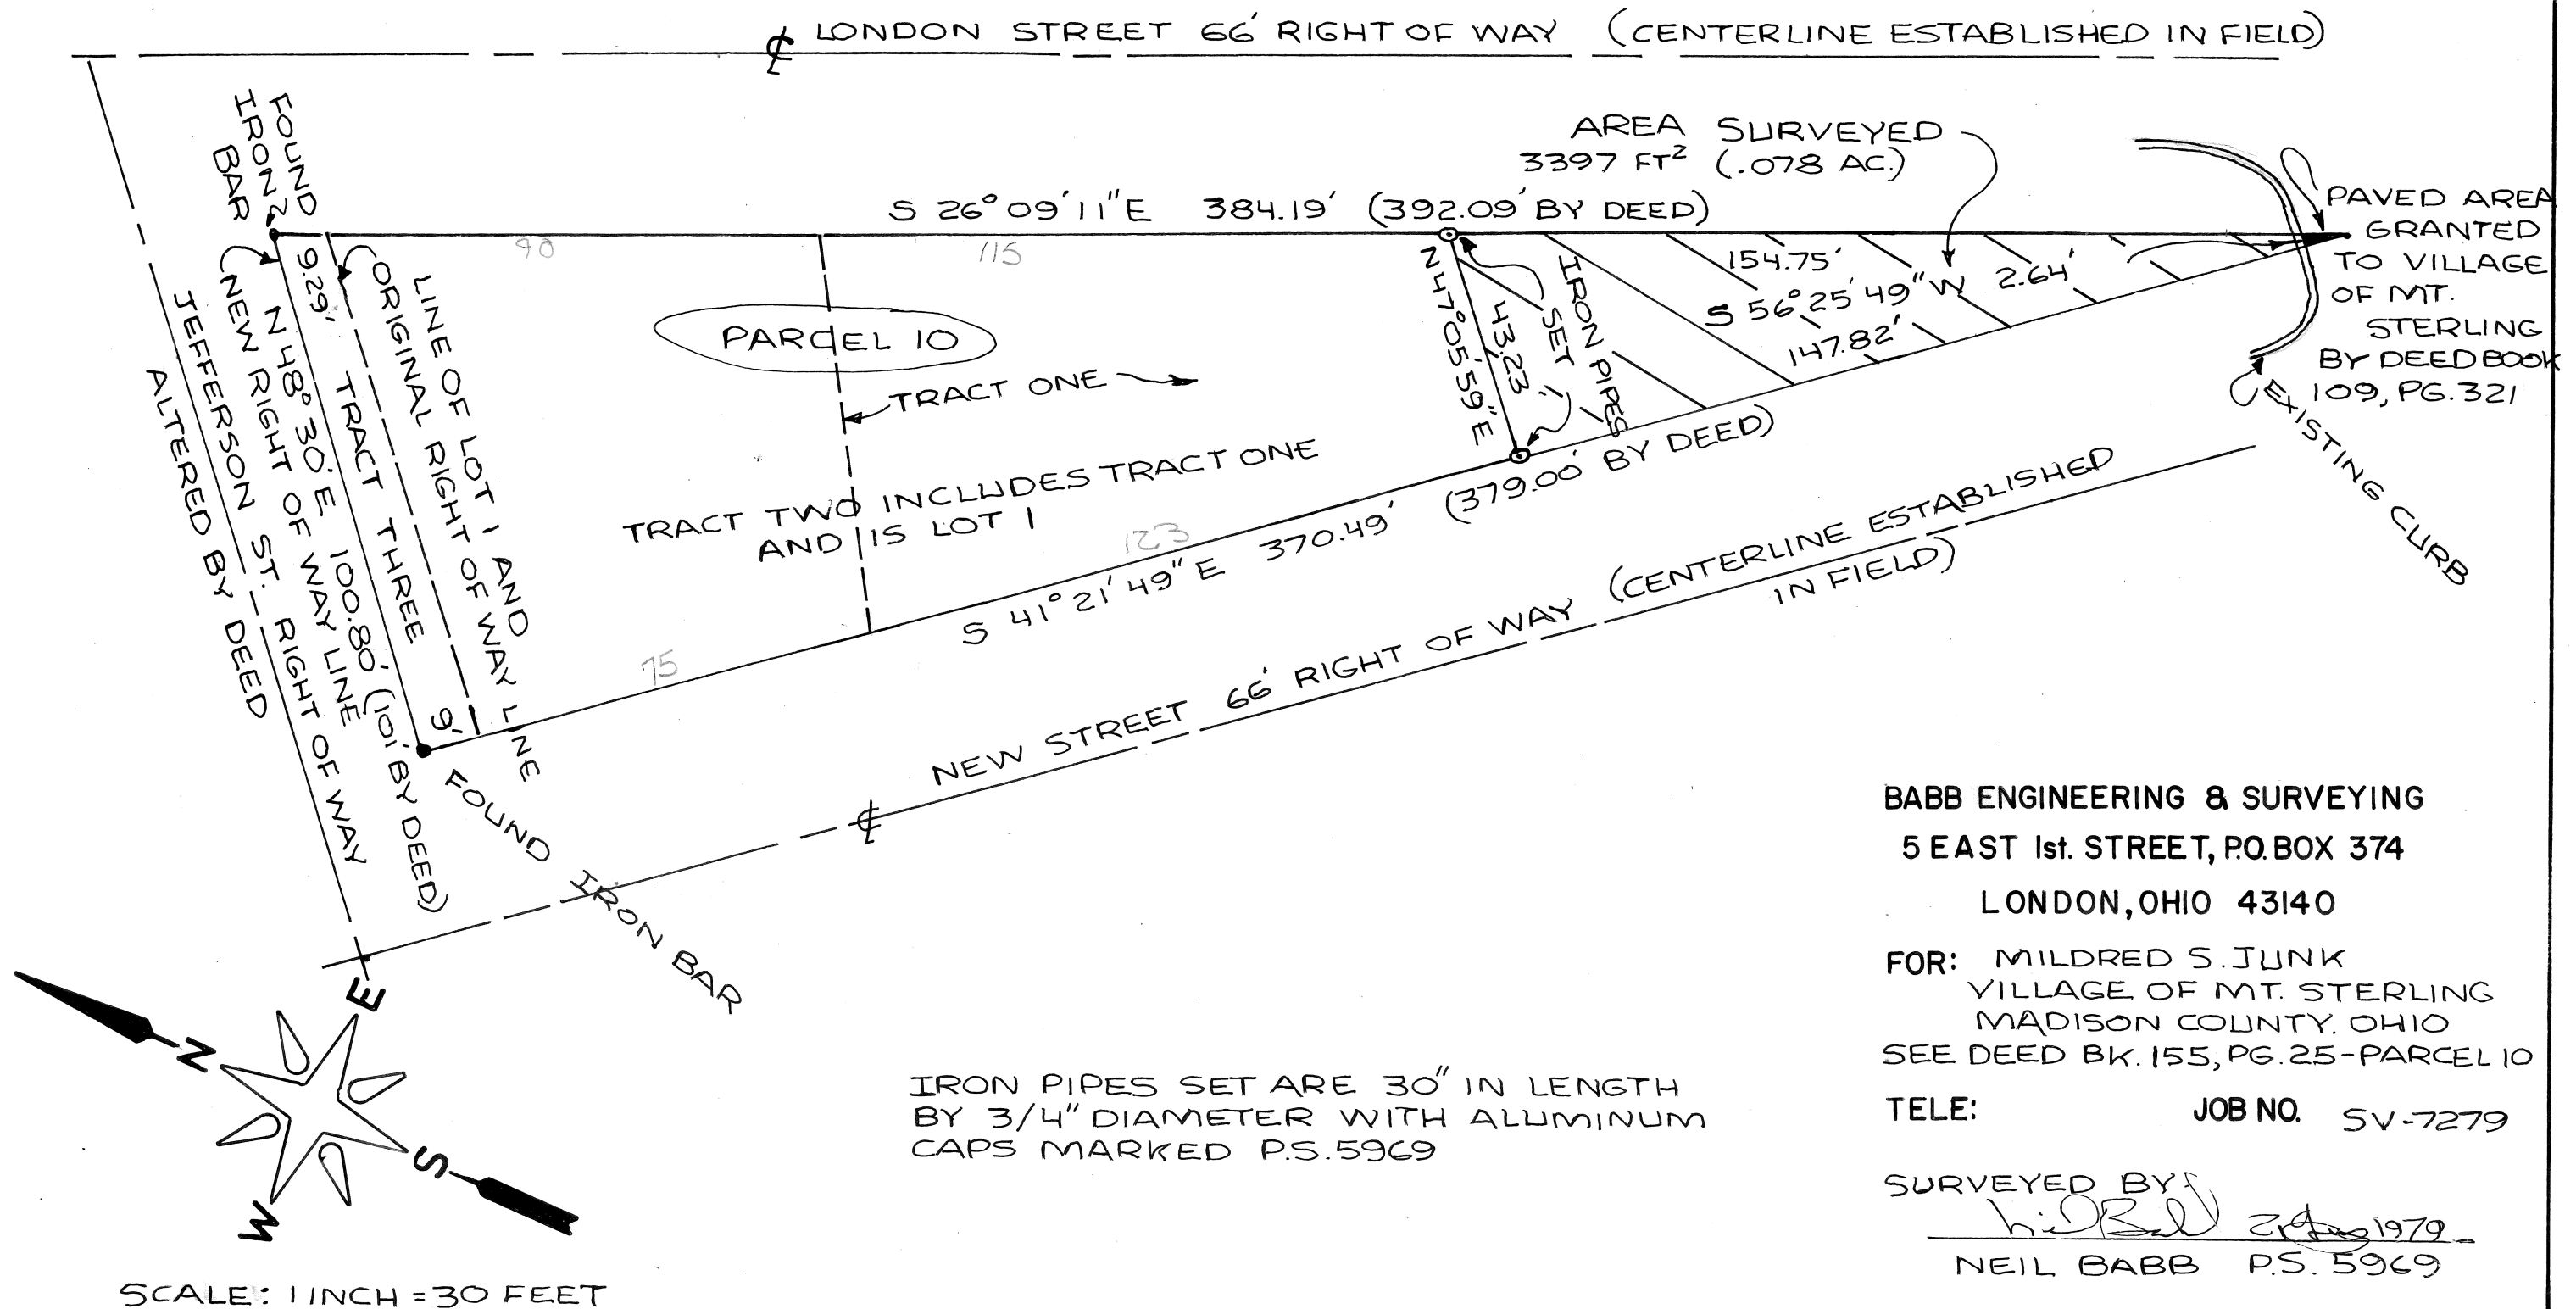 ℄ LONDON STREET 66' RIGHT OF WAY (CENTERLINE ESTABLISHED IN FIELD)
FOUND
IRON
BAR
AREA SURVEYED
3397 FT² (.078 AC.)
S 26° 09' 11" E 384.19' (392.09' BY DEED)
PAVED AREA
GRANTED
TO VILLAGE
OF MT.
STERLING
BY DEED BOOK
109, PG. 321
EXISTING CURB
90
115
154.75'
S 56° 25' 49" W 2.64'
147.82'
N 47° 05' 59" E
43.23'
IRON PIPES
SET
PARCEL 10
TRACT ONE
TRACT TWO INCLUDES TRACT ONE
AND IS LOT 1
LINE OF LOT 1 AND
ORIGINAL RIGHT OF WAY LINE
9.29' TRACT THREE 9'
N 48° 30' E 100.80' (101' BY DEED)
NEW RIGHT OF WAY LINE
JEFFERSON ST. RIGHT OF WAY
ALTERED BY DEED
123
75
S 41° 21' 49" E 370.49' (379.00' BY DEED)
FOUND IRON BAR
℄ NEW STREET 66' RIGHT OF WAY (CENTERLINE ESTABLISHED
IN FIELD)
N
E
S
W
SCALE: 1 INCH = 30 FEET
IRON PIPES SET ARE 30" IN LENGTH
BY 3/4" DIAMETER WITH ALUMINUM
CAPS MARKED P.S. 5969
BABB ENGINEERING & SURVEYING
5 EAST 1st. STREET, P.O. BOX 374
LONDON, OHIO 43140
FOR: MILDRED S. JUNK
VILLAGE OF MT. STERLING
MADISON COUNTY. OHIO
SEE DEED BK. 155, PG. 25-PARCEL 10
TELE: JOB NO. SV-7279
SURVEYED BY:
1979
NEIL BABB P.S. 5969